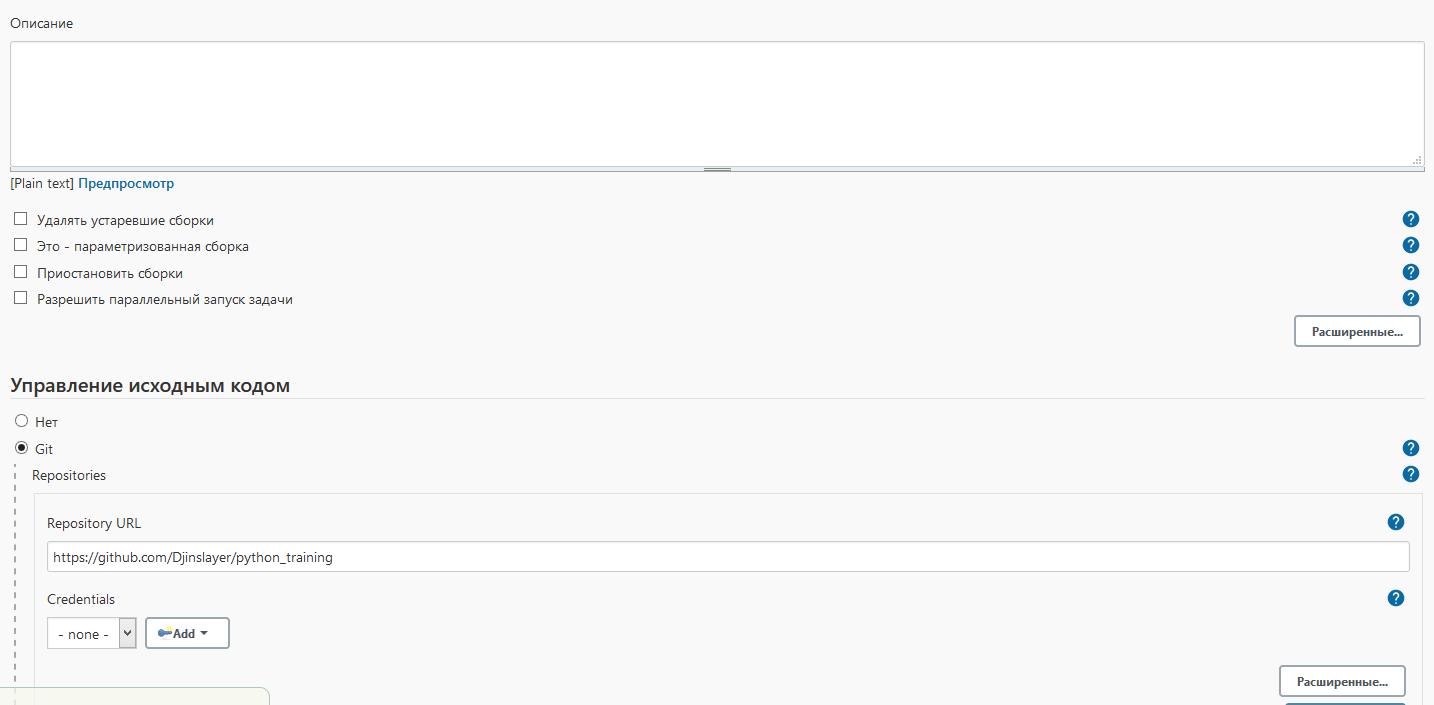 Описание
[Plain text] Предпросмотр
Удалять устаревшие сборки
?
Это - параметризованная сборка
?
Приостановить сборки
?
Разрешить параллельный запуск задачи
?
Расширенные...
Управление исходным кодом
Нет
Git
?
Repositories
?
Repository URL
?
https://github.com/Djinslayer/python_training
Credentials
?
- none -
Add
Расширенные...